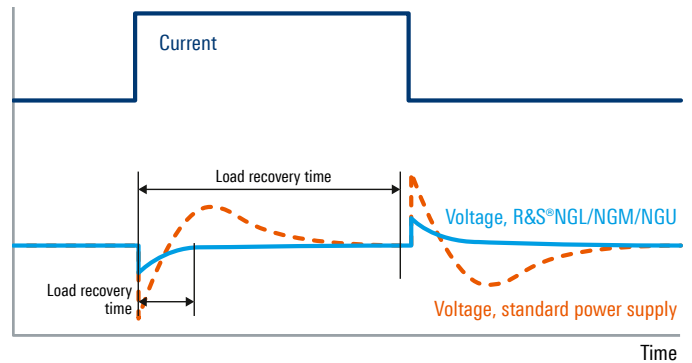 Current
Load recovery time
Voltage, R&S®NGL/NGM/NGU
Load recovery
time
Voltage, standard power supply
Time